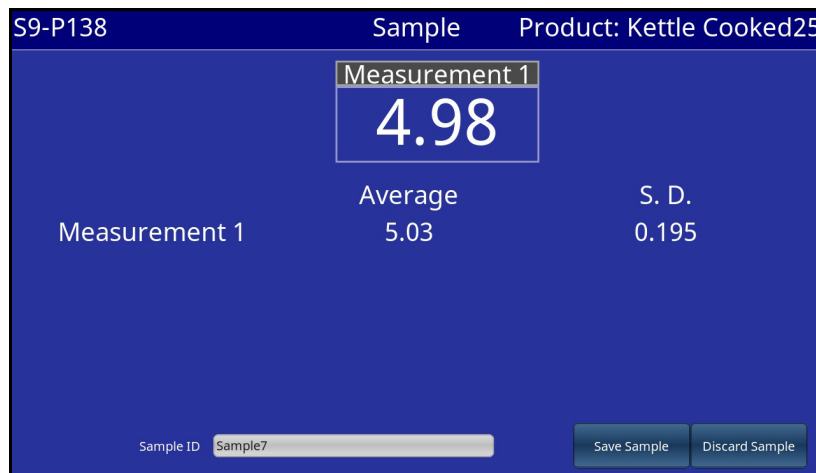 S9-P138 Sample Product: Kettle Cooked25
Measurement 1
4.98
Average S. D.
Measurement 1 5.03 0.195
Sample ID Sample7 Save Sample Discard Sample